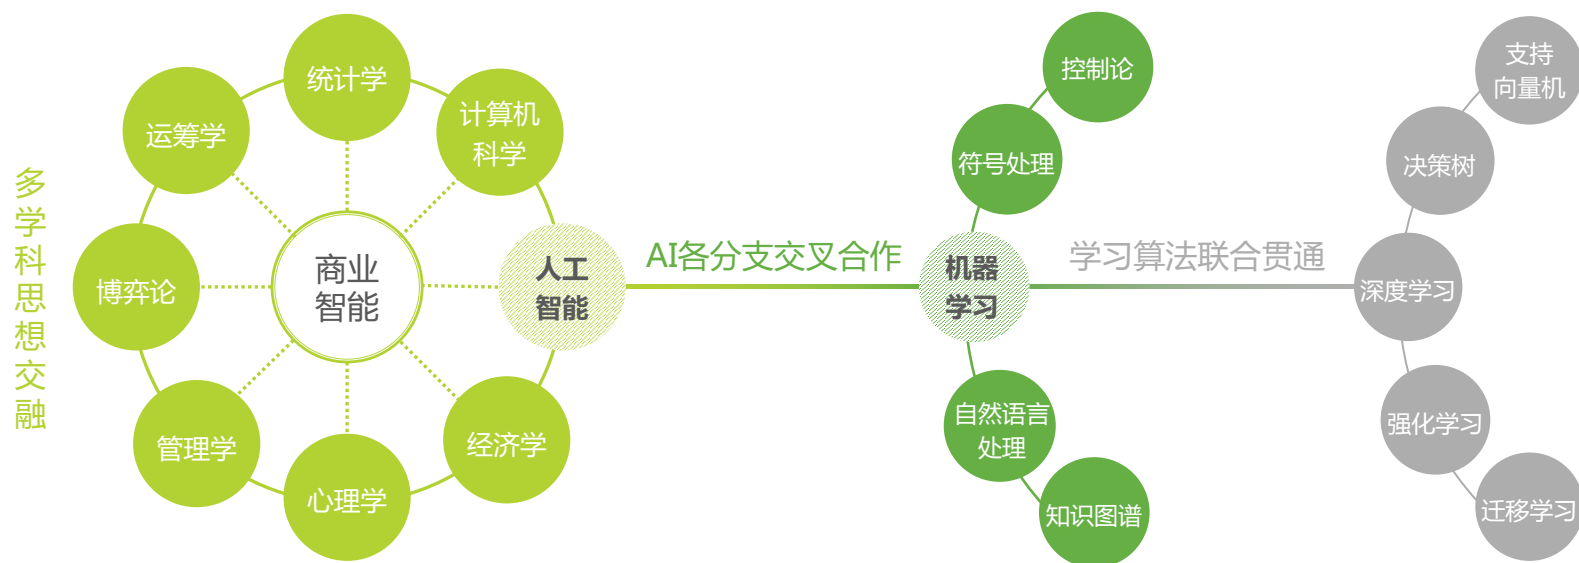 多学科思想交融
统计学
计算机
科学
运筹学
博弈论
商业
智能
人工
智能
管理学
心理学
经济学
AI各分支交叉合作
控制论
符号处理
机器
学习
自然语言
处理
知识图谱
学习算法联合贯通
支持
向量机
决策树
深度学习
强化学习
迁移学习